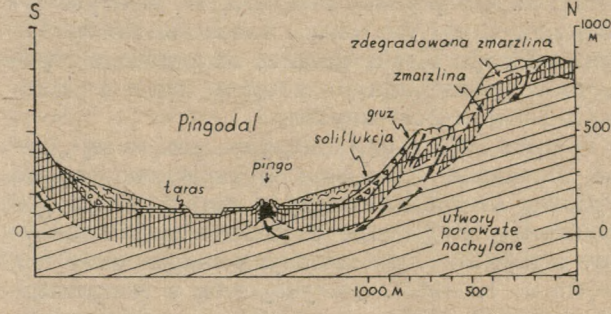 S
N
1000
M
zdegradowana zmarzlina
zmarzlina
gruz
Pingodal
500
soliflukcja
pingo
taras
0
0
utwory
porowate
nachylone
1000 M
500
0